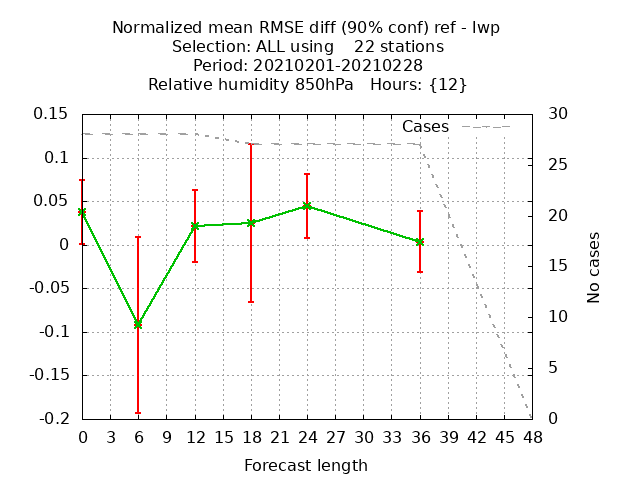 Normalized mean RMSE diff (90% conf) ref - lwp
Selection: ALL using    22 stations
Period: 20210201-20210228
Relative humidity 850hPa   Hours: {12}
Cases
0.15
0.1
0.05
0
-0.05
-0.1
-0.15
-0.2
30
25
20
15
10
5
0
No cases
0 3 6 9 12 15 18 21 24 27 30 33 36 39 42 45 48
Forecast length